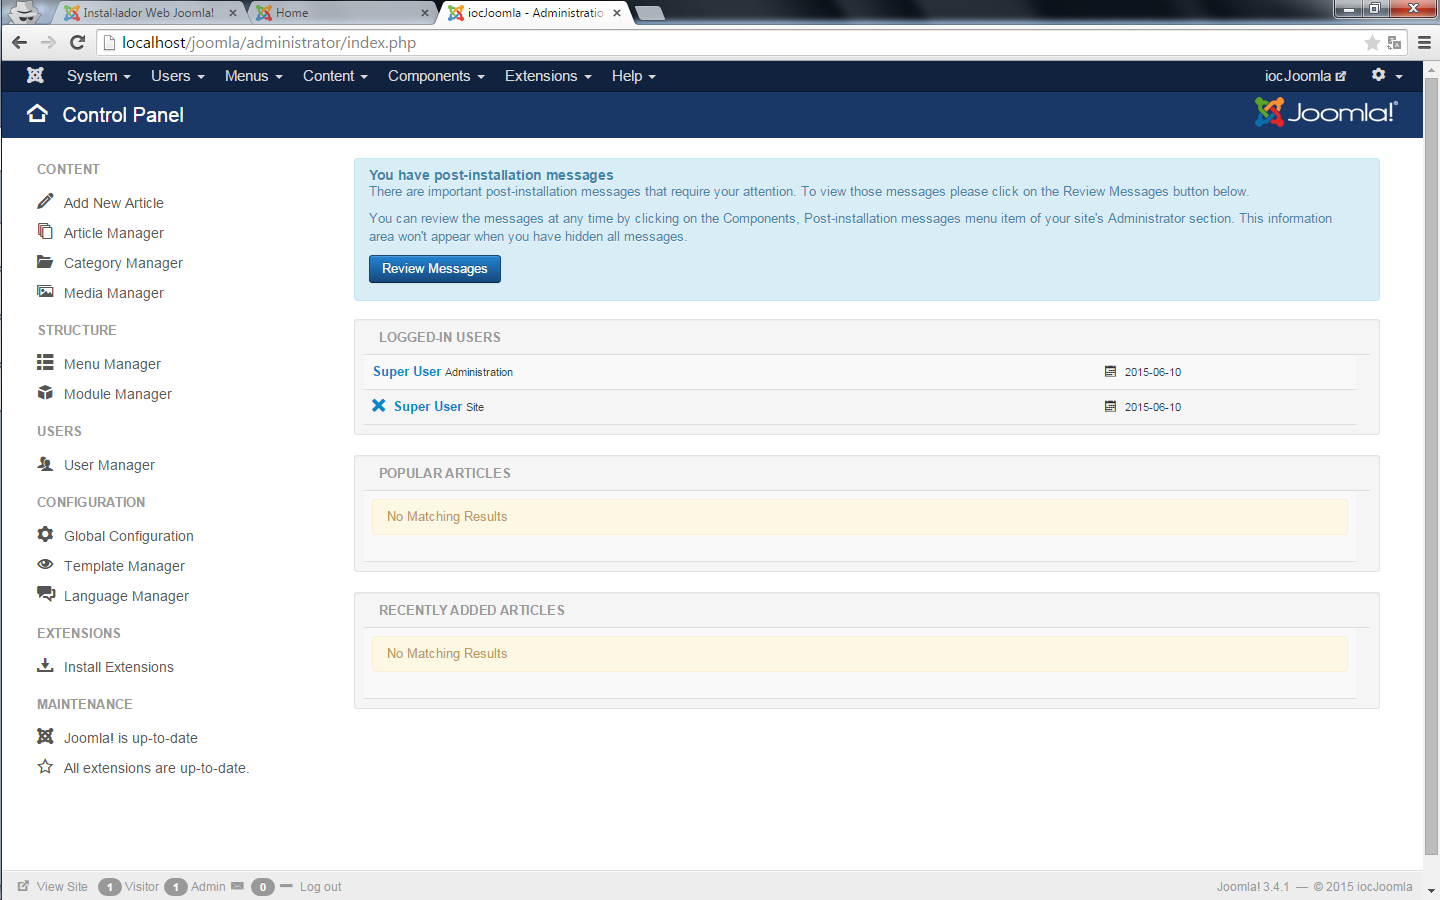 Instal·lador Web Joomla!
Home
iocJoomla - Administratio
localhost/joomla/administrator/index.php
System Users Menus Content Components Extensions Help iocJoomla
Control Panel
Joomla!®
CONTENT
Add New Article
Article Manager
Category Manager
Media Manager
STRUCTURE
Menu Manager
Module Manager
USERS
User Manager
CONFIGURATION
Global Configuration
Template Manager
Language Manager
EXTENSIONS
Install Extensions
MAINTENANCE
Joomla! is up-to-date
All extensions are up-to-date.
You have post-installation messages
There are important post-installation messages that require your attention. To view those messages please click on the Review Messages button below.
You can review the messages at any time by clicking on the Components, Post-installation messages menu item of your site's Administrator section. This information
area won't appear when you have hidden all messages.
Review Messages
LOGGED-IN USERS
Super User Administration 2015-06-10
Super User Site 2015-06-10
POPULAR ARTICLES
No Matching Results
RECENTLY ADDED ARTICLES
No Matching Results
View Site 1 Visitor 1 Admin 0 Log out
Joomla! 3.4.1 — © 2015 iocJoomla